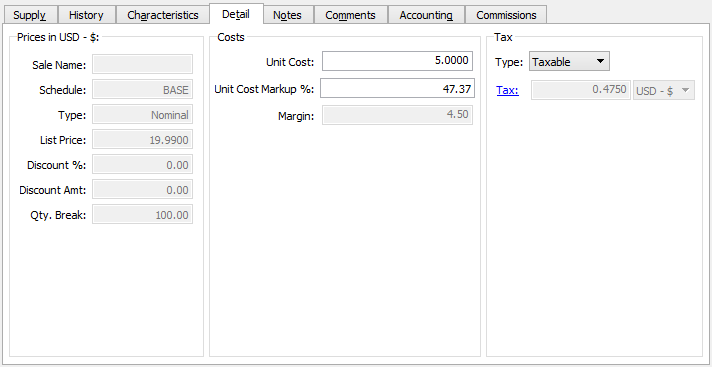 Supply History Characteristics Detail Notes Comments Accounting Commissions
Prices in USD - $:
Sale Name:
Schedule: BASE
Type: Nominal
List Price: 19.9900
Discount %: 0.00
Discount Amt: 0.00
Qty. Break: 100.00
Costs
Unit Cost: 5.0000
Unit Cost Markup %: 47.37
Margin: 4.50
Tax
Type: Taxable
Tax: 0.4750 USD - $